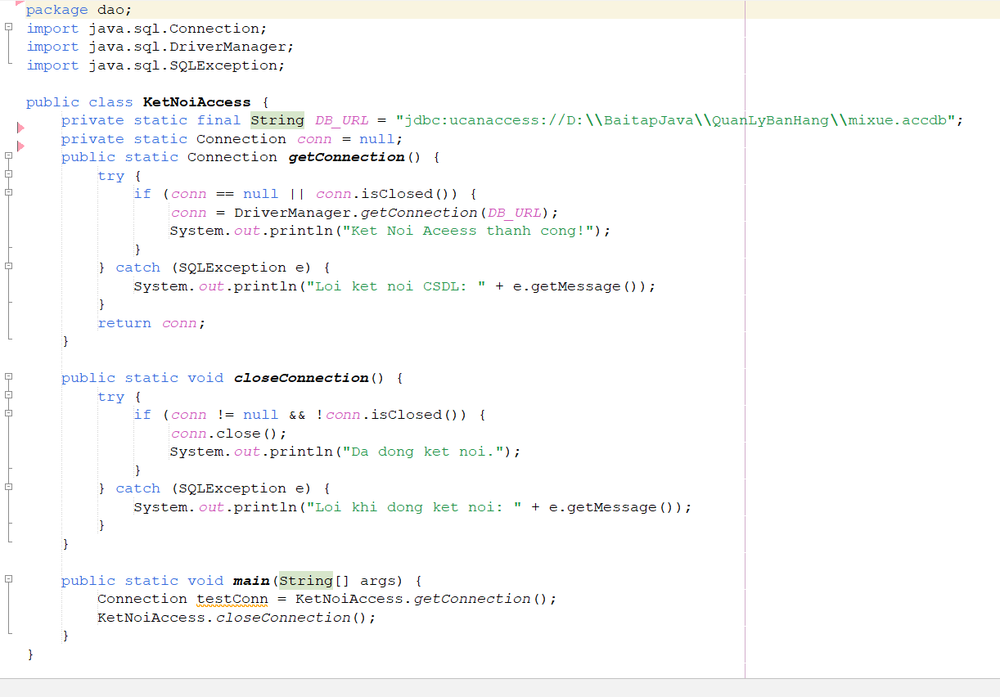 package dao;
import java.sql.Connection;
import java.sql.DriverManager;
import java.sql.SQLException;

public class KetNoiAccess {
    private static final String DB_URL = "jdbc:ucanaccess://D:\\BaitapJava\\QuanLyBanHang\\mixue.accdb";
    private static Connection conn = null;
    public static Connection getConnection() {
        try {
            if (conn == null || conn.isClosed()) {
                conn = DriverManager.getConnection(DB_URL);
                System.out.println("Ket Noi Aceess thanh cong!");
            }
        } catch (SQLException e) {
            System.out.println("Loi ket noi CSDL: " + e.getMessage());
        }
        return conn;
    }

    public static void closeConnection() {
        try {
            if (conn != null && !conn.isClosed()) {
                conn.close();
                System.out.println("Da dong ket noi.");
            }
        } catch (SQLException e) {
            System.out.println("Loi khi dong ket noi: " + e.getMessage());
        }
    }

    public static void main(String[] args) {
        Connection testConn = KetNoiAccess.getConnection();
        KetNoiAccess.closeConnection();
    }
}